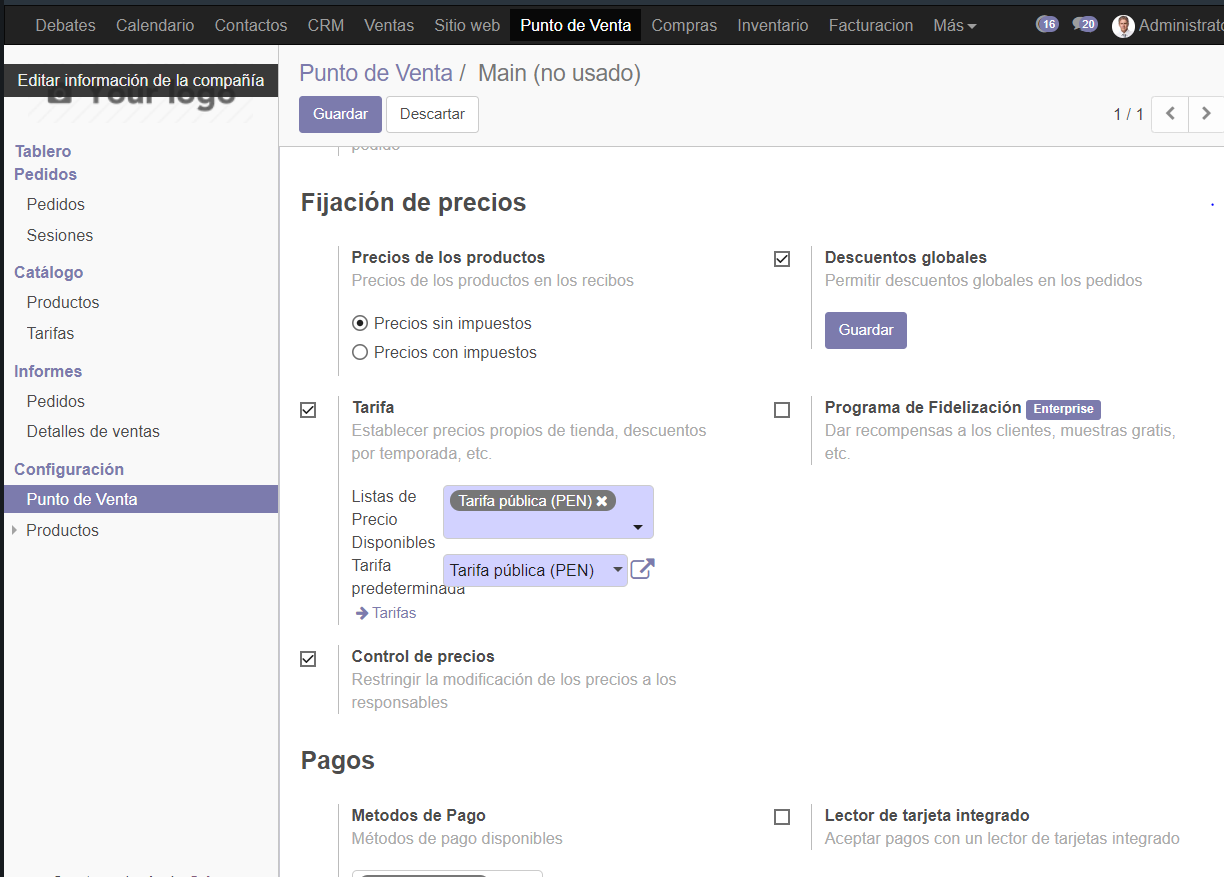 Debates Calendario Contactos CRM Ventas Sitio web Punto de Venta Compras Inventario Facturacion Más 16 20 Administrato
Editar información de la compañía
Your logo
Tablero
Pedidos
Pedidos
Sesiones
Catálogo
Productos
Tarifas
Informes
Pedidos
Detalles de ventas
Configuración
Punto de Venta
Productos
Punto de Venta / Main (no usado)
Guardar Descartar
1 / 1
pedido
Fijación de precios
Precios de los productos
Precios de los productos en los recibos
Precios sin impuestos
Precios con impuestos
Descuentos globales
Permitir descuentos globales en los pedidos
Guardar
Tarifa
Establecer precios propios de tienda, descuentos
por temporada, etc.
Listas de
Precio
Disponibles
Tarifa pública (PEN)
Tarifa
predeterminada
Tarifa pública (PEN)
Tarifas
Programa de Fidelización Enterprise
Dar recompensas a los clientes, muestras gratis,
etc.
Control de precios
Restringir la modificación de los precios a los
responsables
Pagos
Metodos de Pago
Métodos de pago disponibles
Lector de tarjeta integrado
Aceptar pagos con un lector de tarjetas integrado